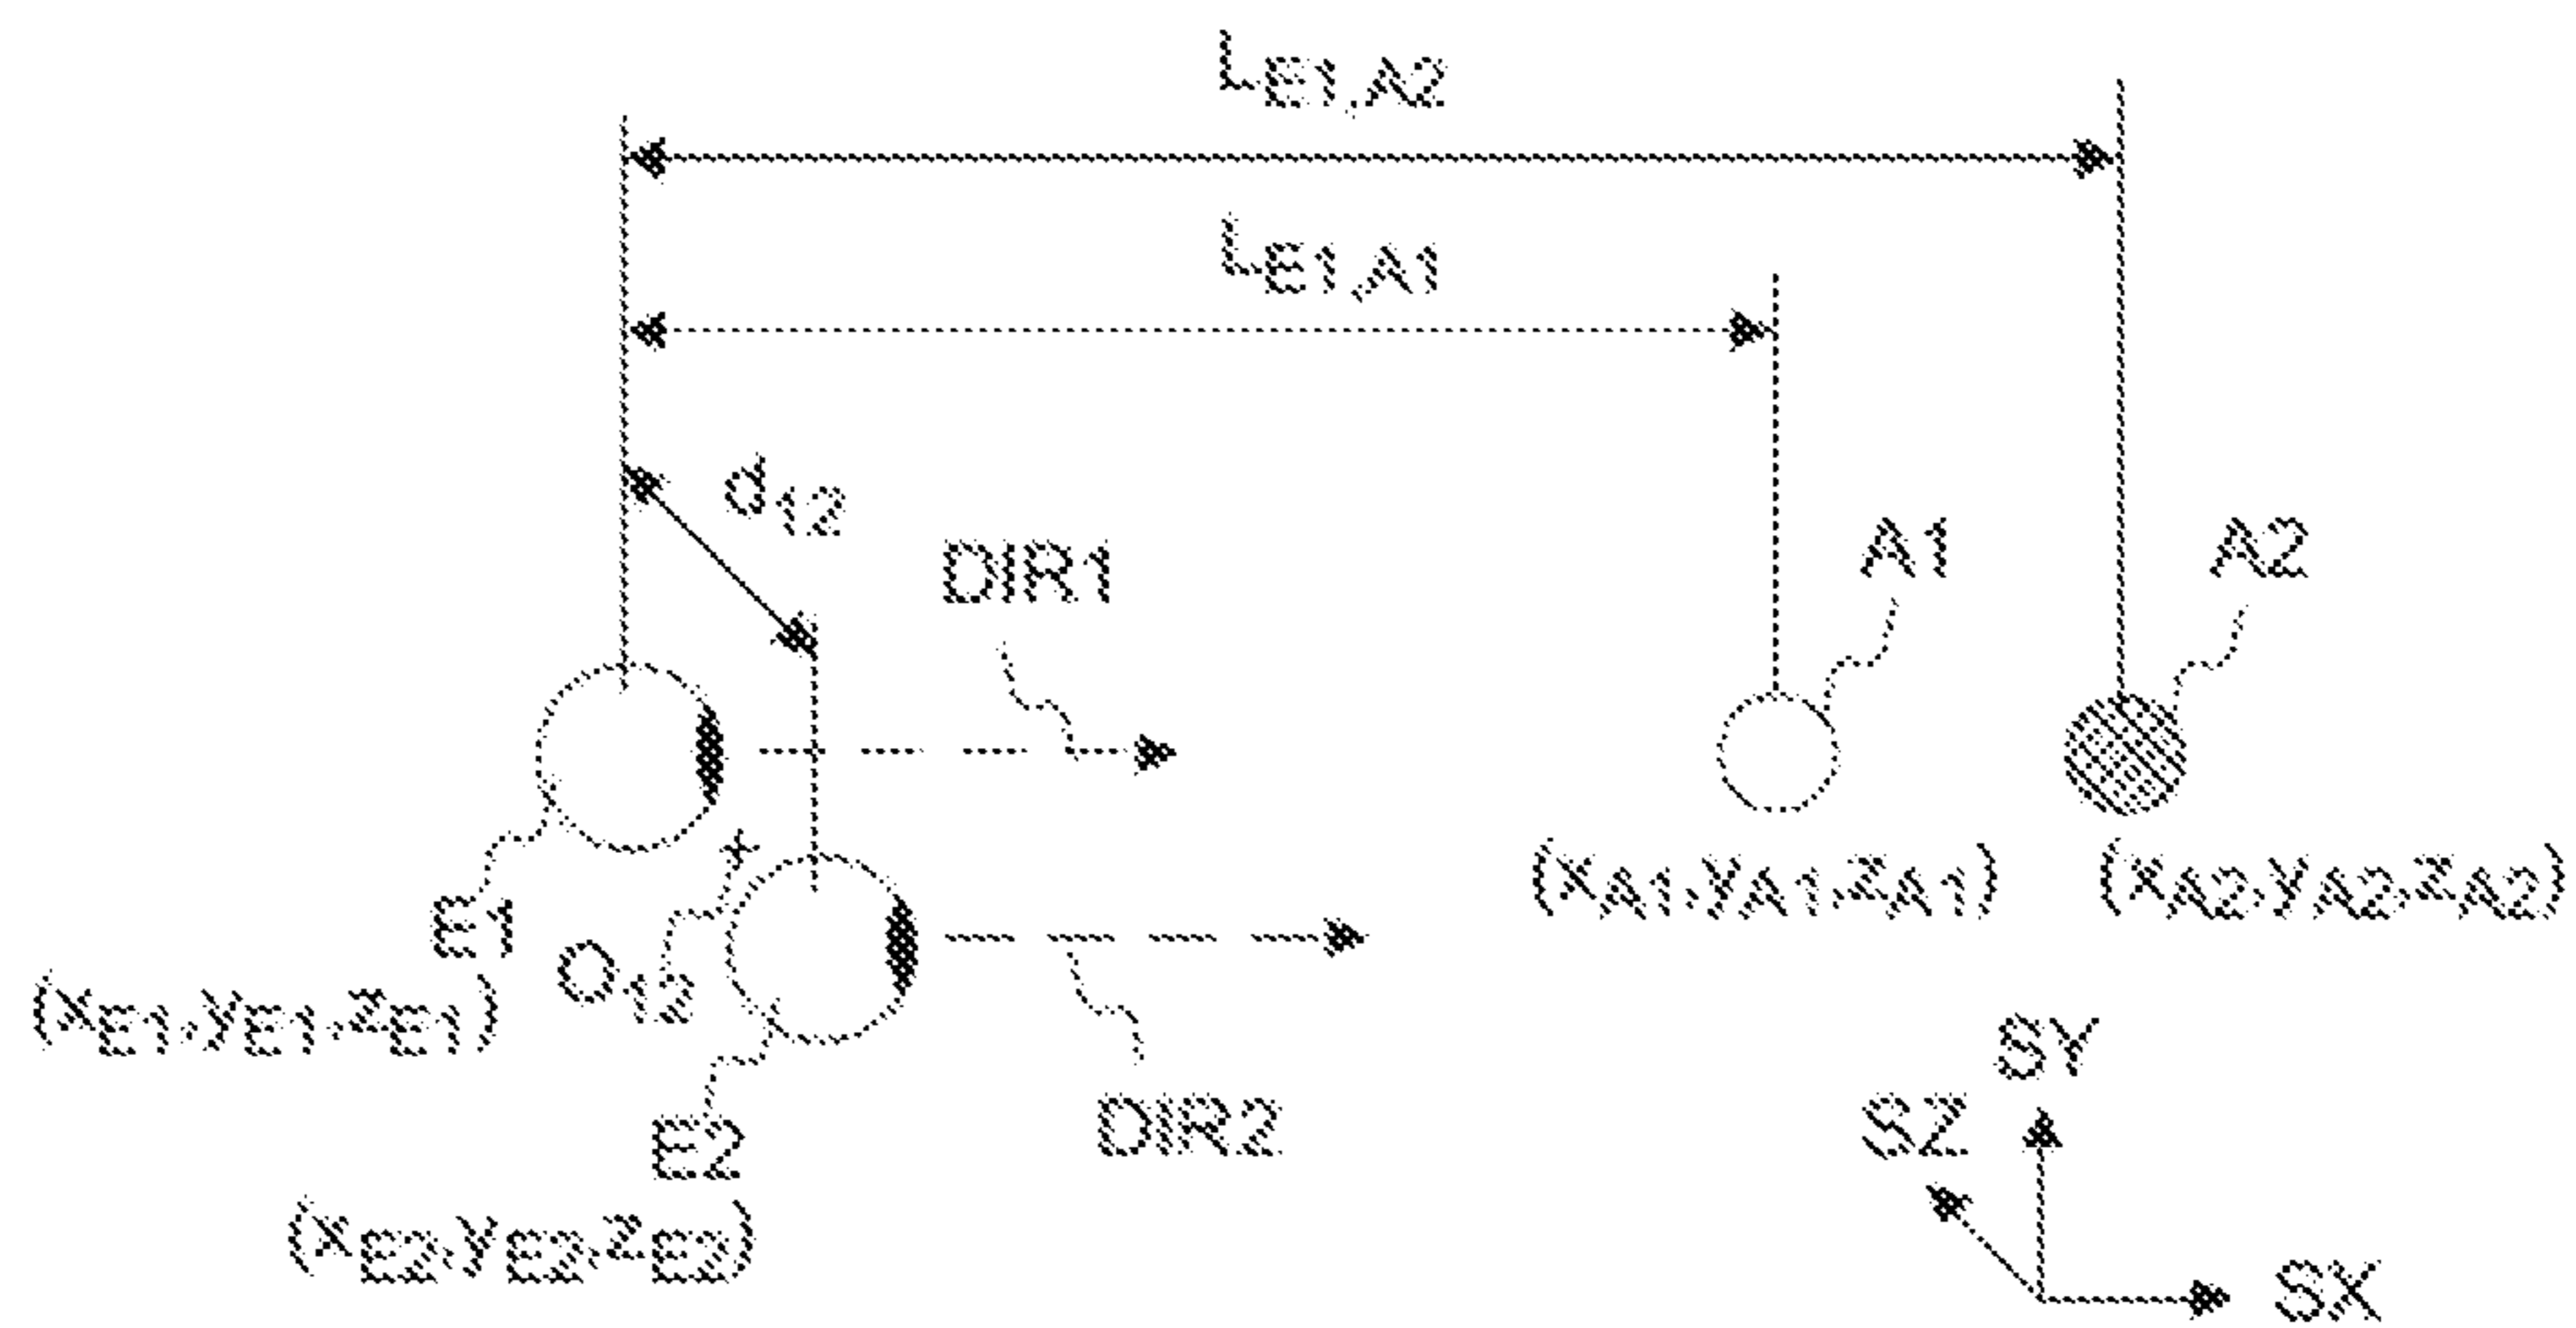 LE1,A2
LE1,A1
d12
DIR1
A1
A2
E1
(xE1,yE1,zE1)
O12
(xA1,yA1,zA1)
(xA2,yA2,zA2)
E2
(xE2,yE2,zE2)
DIR2
SY
SZ
SX